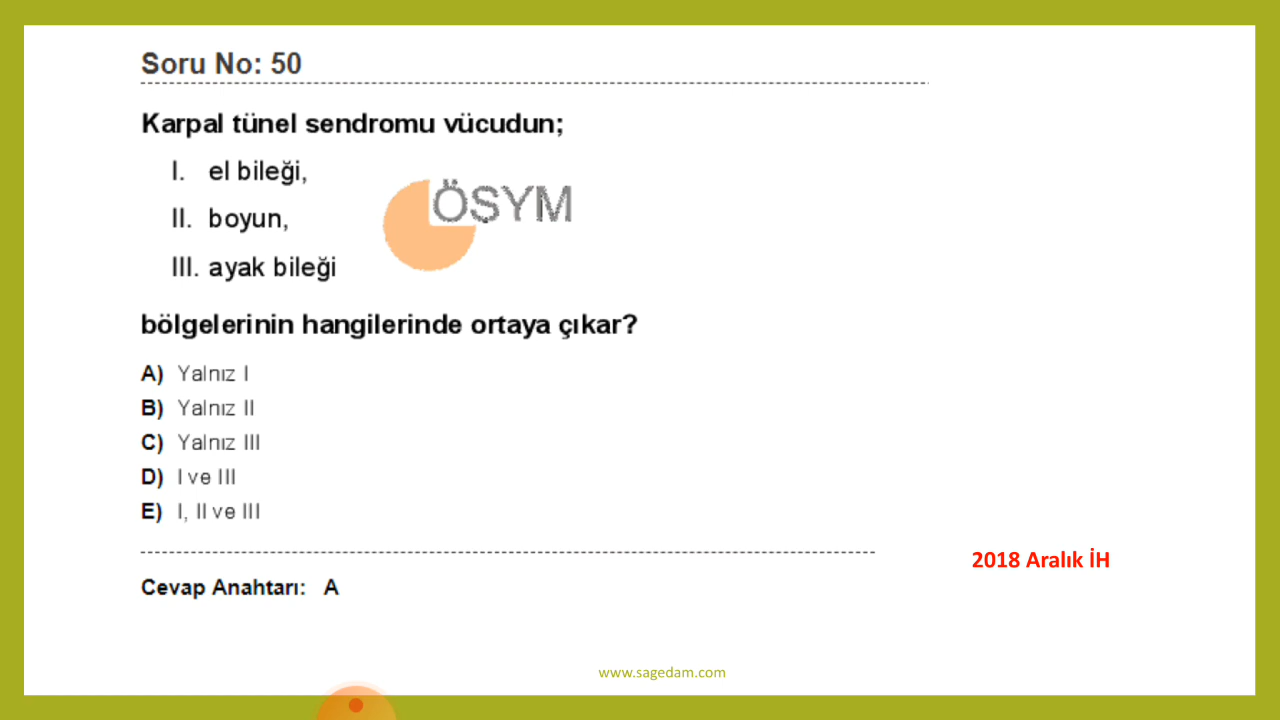 Soru No: 50
Karpal tünel sendromu vücudun;
I. el bileği,
ÖSYM
II. boyun,
III. ayak bileği
bölgelerinin hangilerinde ortaya çıkar?
A) Yalnız I
B) Yalnız II
C) Yalnız III
D) I ve III
E) I, II ve III
2018 Aralık İH
Cevap Anahtarı: A
www.sagedam.com